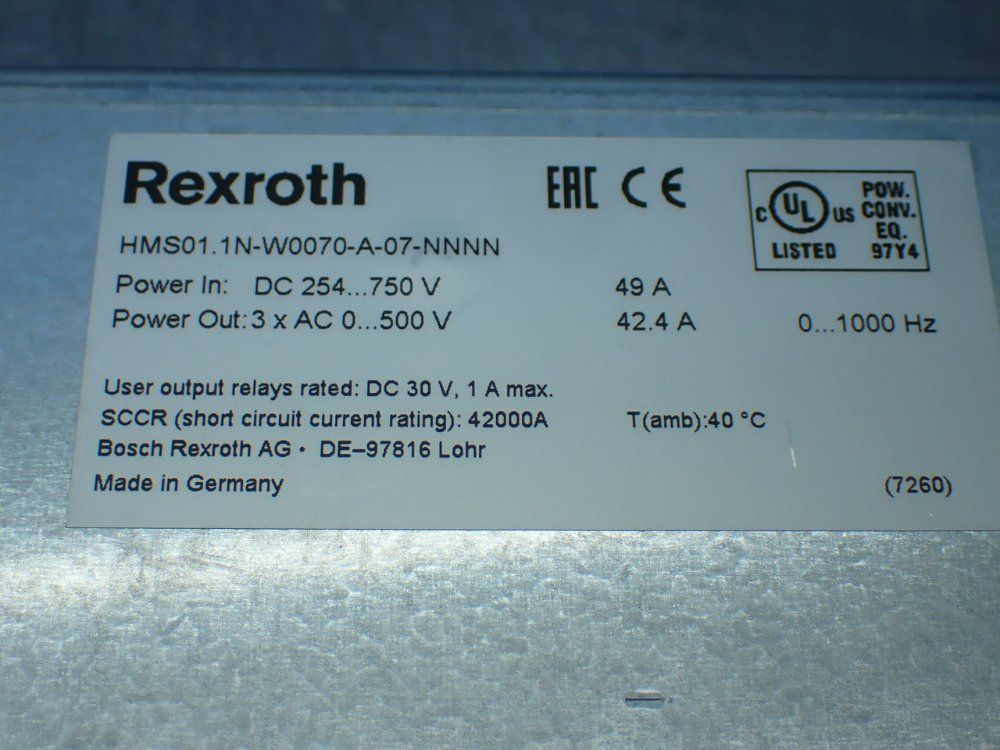 Rexroth
EAC CE
C UL US LISTED
POW.
CONV.
EQ.
97Y4
HMS01.1N-W0070-A-07-NNNN
Power In: DC 254...750 V 49 A
Power Out: 3 x AC 0...500 V 42.4 A 0...1000 Hz
User output relays rated: DC 30 V, 1 A max.
SCCR (short circuit current rating): 42000A T(amb):40 °C
Bosch Rexroth AG • DE–97816 Lohr
Made in Germany (7260)